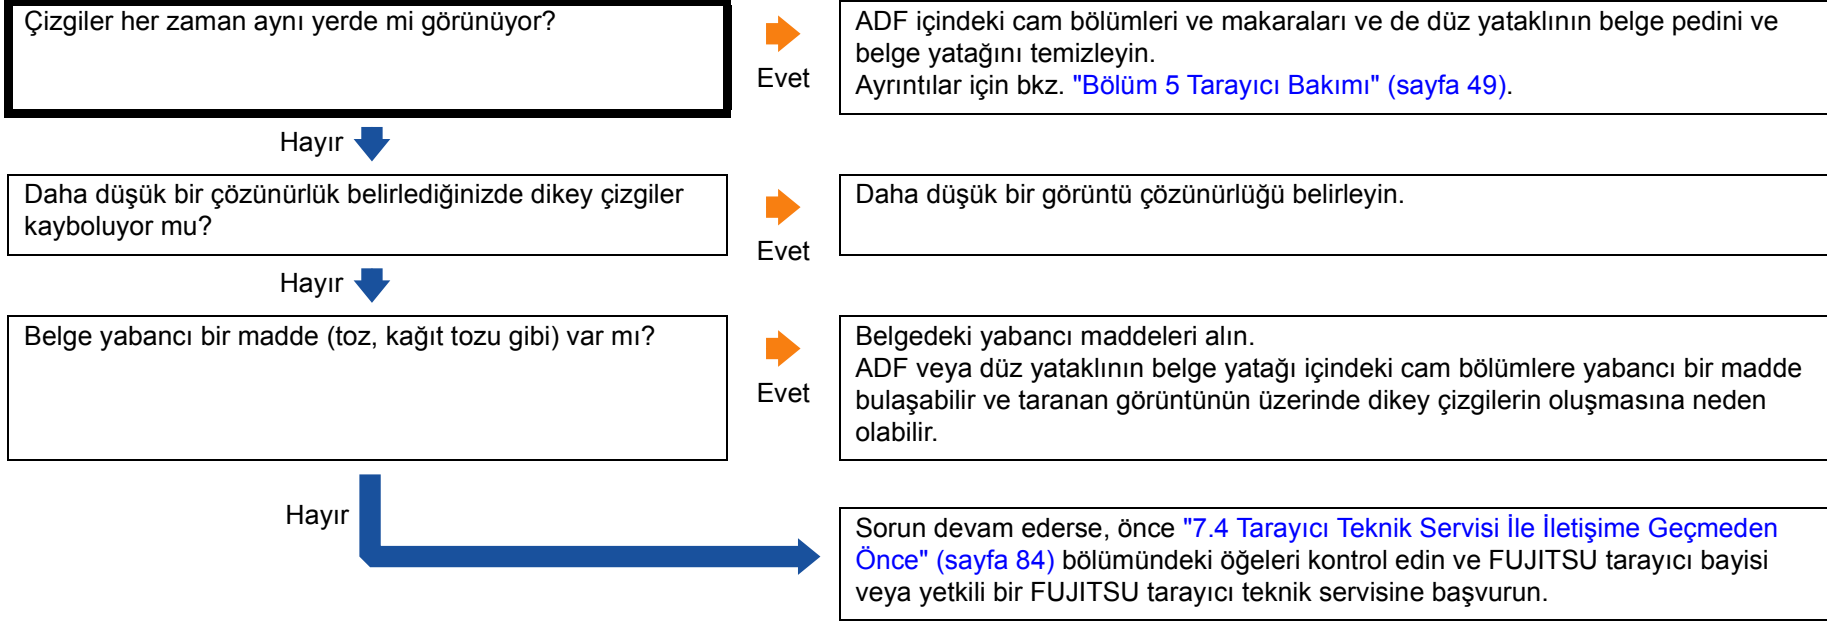 Çizgiler her zaman aynı yerde mi görünüyor?
Evet
ADF içindeki cam bölümleri ve makaraları ve de düz yataklının belge pedini ve
belge yatağını temizleyin.
Ayrıntılar için bkz. "Bölüm 5 Tarayıcı Bakımı" (sayfa 49).
Hayır
Daha düşük bir çözünürlük belirlediğinizde dikey çizgiler
kayboluyor mu?
Evet
Daha düşük bir görüntü çözünürlüğü belirleyin.
Hayır
Belge yabancı bir madde (toz, kağıt tozu gibi) var mı?
Evet
Belgedeki yabancı maddeleri alın.
ADF veya düz yataklının belge yatağı içindeki cam bölümlere yabancı bir madde
bulaşabilir ve taranan görüntünün üzerinde dikey çizgilerin oluşmasına neden
olabilir.
Hayır
Sorun devam ederse, önce "7.4 Tarayıcı Teknik Servisi İle İletişime Geçmeden
Önce" (sayfa 84) bölümündeki öğeleri kontrol edin ve FUJITSU tarayıcı bayisi
veya yetkili bir FUJITSU tarayıcı teknik servisine başvurun.